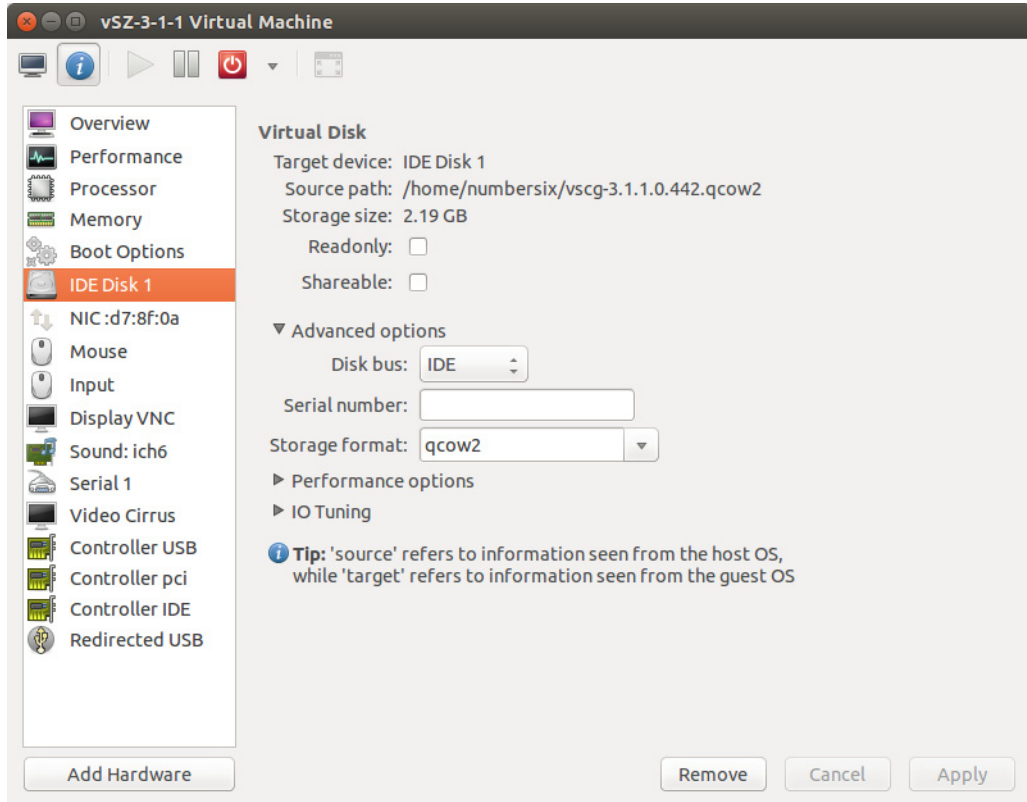 vSZ-3-1-1 Virtual Machine
Overview
Performance
Processor
Memory
Boot Options
IDE Disk 1
NIC :d7:8f:0a
Mouse
Input
Display VNC
Sound: ich6
Serial 1
Video Cirrus
Controller USB
Controller pci
Controller IDE
Redirected USB
Add Hardware
Virtual Disk
Target device: IDE Disk 1
Source path: /home/numbersix/vscg-3.1.1.0.442.qcow2
Storage size: 2.19 GB
Readonly:
Shareable:
Advanced options
Disk bus: IDE
Serial number:
Storage format: qcow2
Performance options
IO Tuning
Tip: 'source' refers to information seen from the host OS,
while 'target' refers to information seen from the guest OS
Remove Cancel Apply